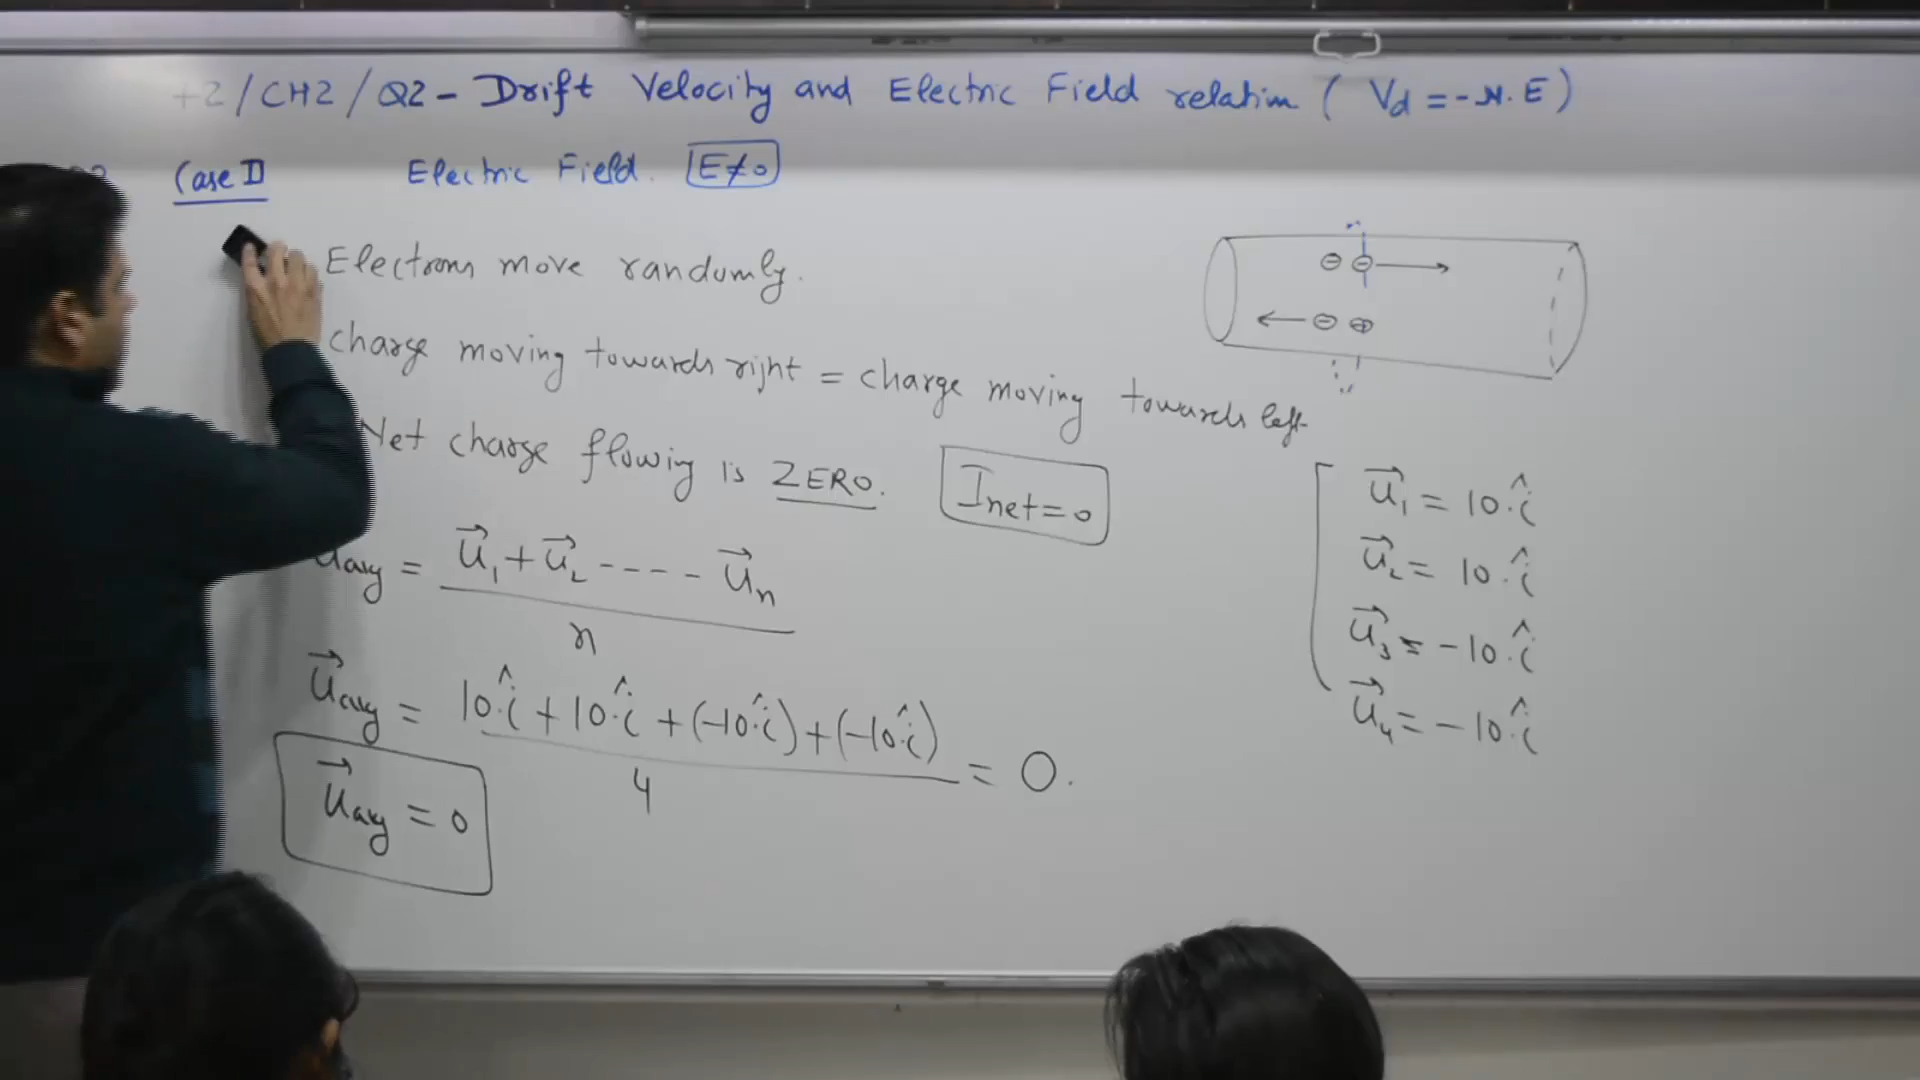 +2/CH2/Q2 - Drift Velocity and Electric Field relation ( Vd = - μ. E )
Case II Electric Field. E≠0
Electrons move randomly.
charge moving towards right = charge moving towards left
Net charge flowing is ZERO. Inet = 0
u⃗avg = (u⃗1 + u⃗2 ---- u⃗n) / n
u⃗avg = (10.î + 10.î + (-10.î) + (-10.î)) / 4 = 0.
u⃗avg = 0
u⃗1 = 10.î
u⃗2 = 10.î
u⃗3 = -10.î
u⃗4 = -10.î